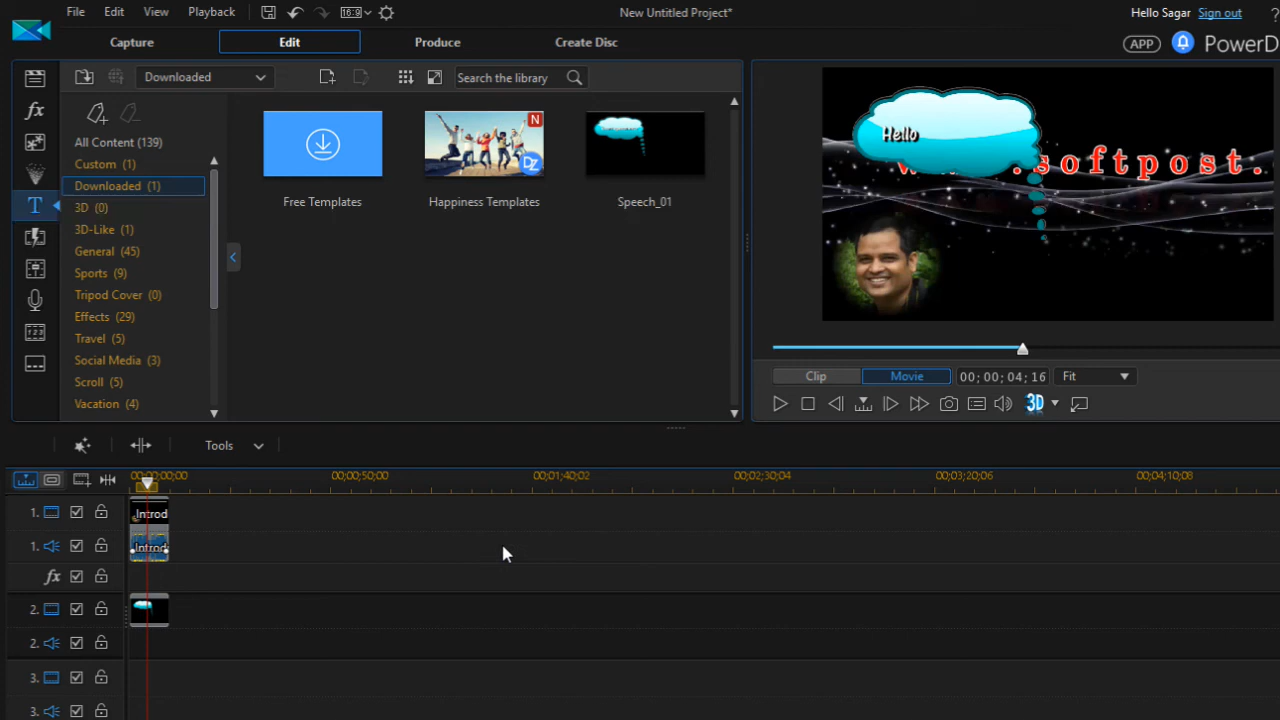 File Edit View Playback 16:9 New Untitled Project* Hello Sagar Sign out ?
Capture Edit Produce Create Disc APP PowerD
Downloaded Search the library
All Content (139)
Custom (1)
Downloaded (1)
3D (0)
3D-Like (1)
General (45)
Sports (9)
Tripod Cover (0)
Effects (29)
Travel (5)
Social Media (3)
Scroll (5)
Vacation (4)
N
DZ
Free Templates Happiness Templates Speech_01
Hello
softpost.
Clip Movie 00; 00; 04; 16 Fit
3D
Tools
00;00;00;00 00;00;50;00 00;01;40;02 00;02;30;04 00;03;20;06 00;04;10;08
1. Introd
1. Introd
fx
2.
2.
3.
3.